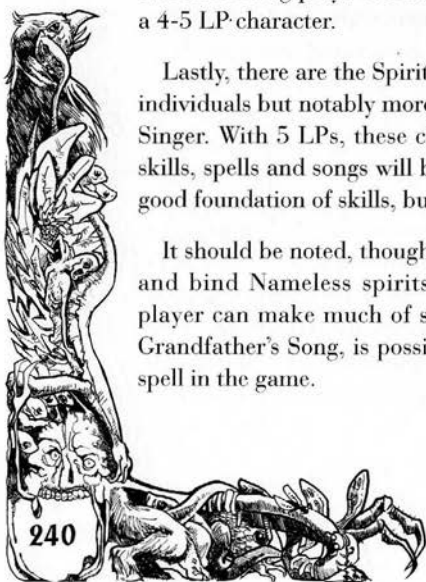 a 4-5 LP character.
Lastly, there are the Spirit
individuals but notably more
Singer. With 5 LPs, these c
skills, spells and songs will b
good foundation of skills, bu
It should be noted, though
and bind Nameless spirits
player can make much of s
Grandfather's Song, is possi
spell in the game.
240